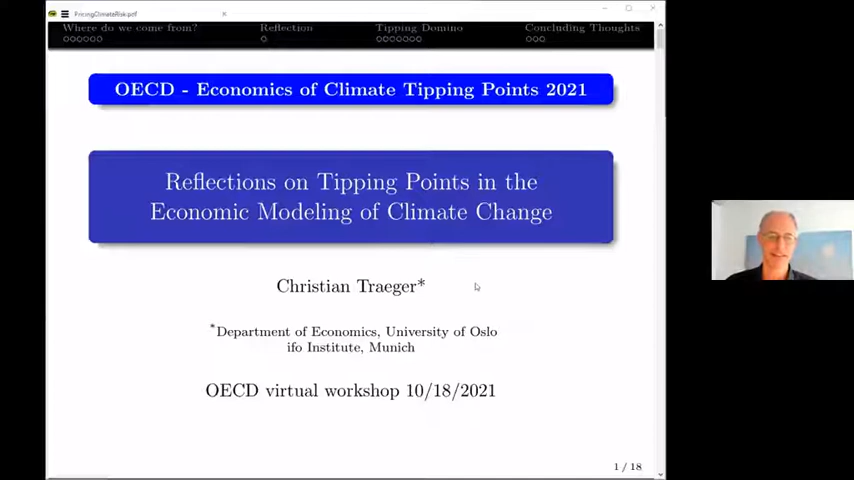 PricingClimateRisk.pdf
Where do we come from?
Reflection
Tipping Domino
Concluding Thoughts
OECD - Economics of Climate Tipping Points 2021
Reflections on Tipping Points in the
Economic Modeling of Climate Change
Christian Traeger*
*Department of Economics, University of Oslo
ifo Institute, Munich
OECD virtual workshop 10/18/2021
1 / 18